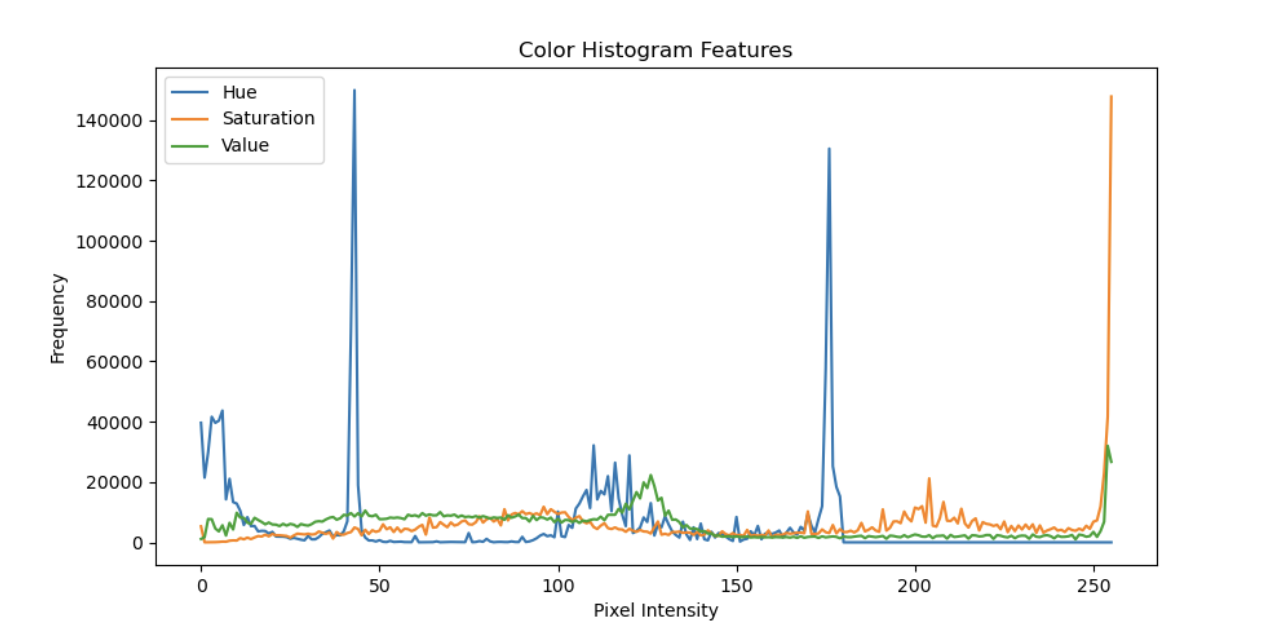 Color Histogram Features
Hue
Saturation
Value
140000
120000
100000
80000
60000
40000
20000
0
Frequency
0 50 100 150 200 250
Pixel Intensity